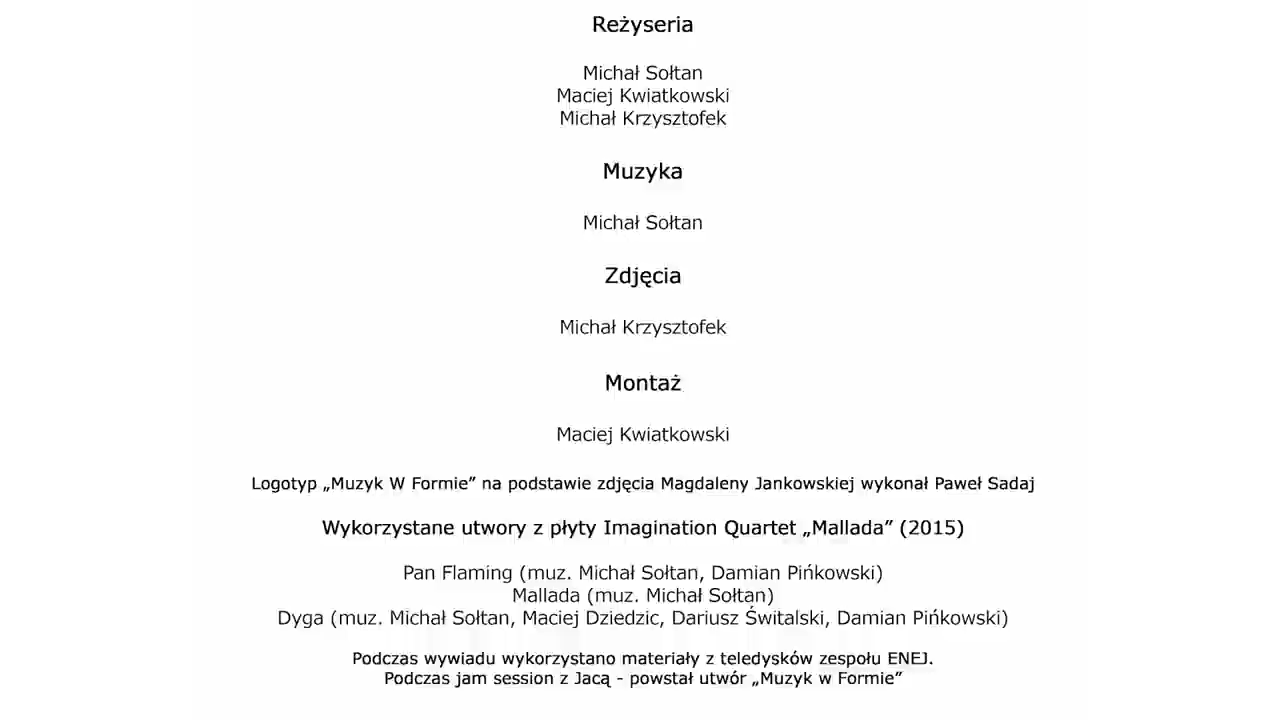 Reżyseria
Michał Sołtan
Maciej Kwiatkowski
Michał Krzysztofek
Muzyka
Michał Sołtan
Zdjęcia
Michał Krzysztofek
Montaż
Maciej Kwiatkowski
Logotyp „Muzyk W Formie” na podstawie zdjęcia Magdaleny Jankowskiej wykonał Paweł Sadaj
Wykorzystane utwory z płyty Imagination Quartet „Mallada” (2015)
Pan Flaming (muz. Michał Sołtan, Damian Pińkowski)
Mallada (muz. Michał Sołtan)
Dyga (muz. Michał Sołtan, Maciej Dziedzic, Dariusz Świtalski, Damian Pińkowski)
Podczas wywiadu wykorzystano materiały z teledysków zespołu ENEJ.
Podczas jam session z Jacą - powstał utwór „Muzyk w Formie”